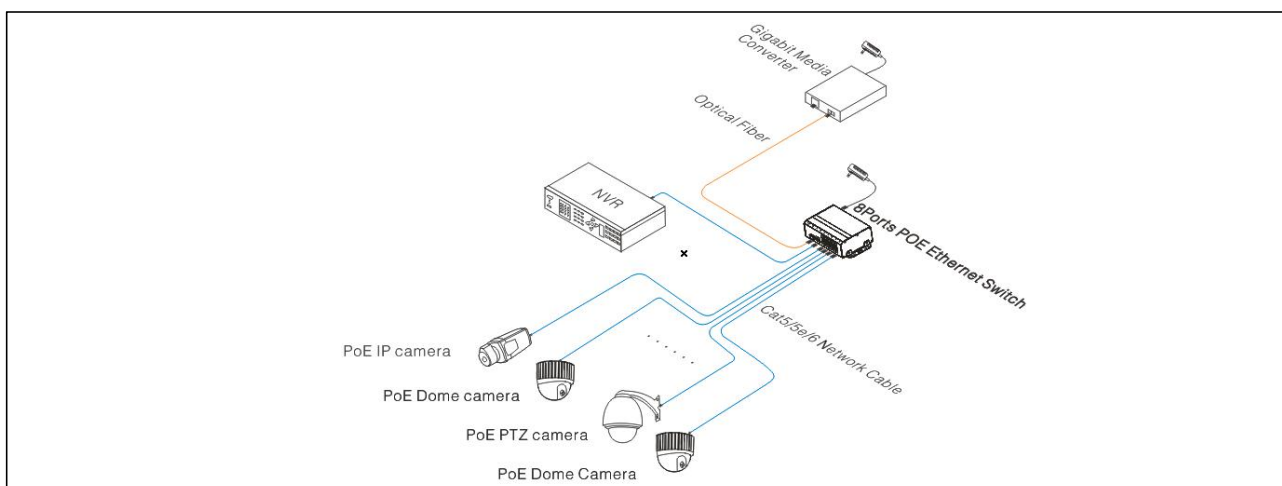 Gigabit Media
Converter
Optical Fiber
NVR
8Ports POE Ethernet Switch
Cat5/5e/6 Network Cable
PoE IP camera
PoE Dome camera
PoE PTZ camera
PoE Dome Camera